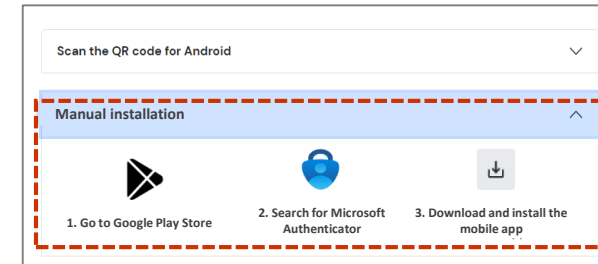 Scan the QR code for Android
Manual installation
1. Go to Google Play Store
2. Search for Microsoft
Authenticator
3. Download and install the
mobile app